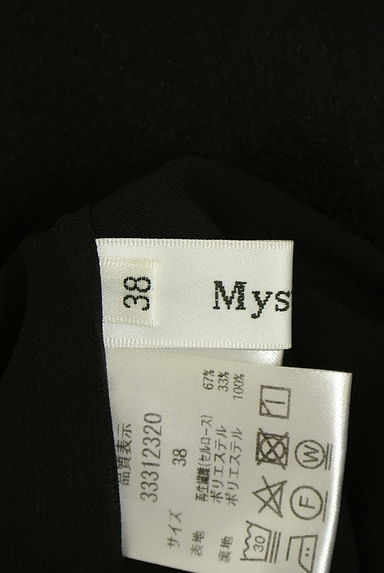 38
Mys
品質表示
33312320
サイズ 38
表地 再生繊維(セルロース) 67%
ポリエステル 33%
裏地 ポリエステル 100%
W
F
30